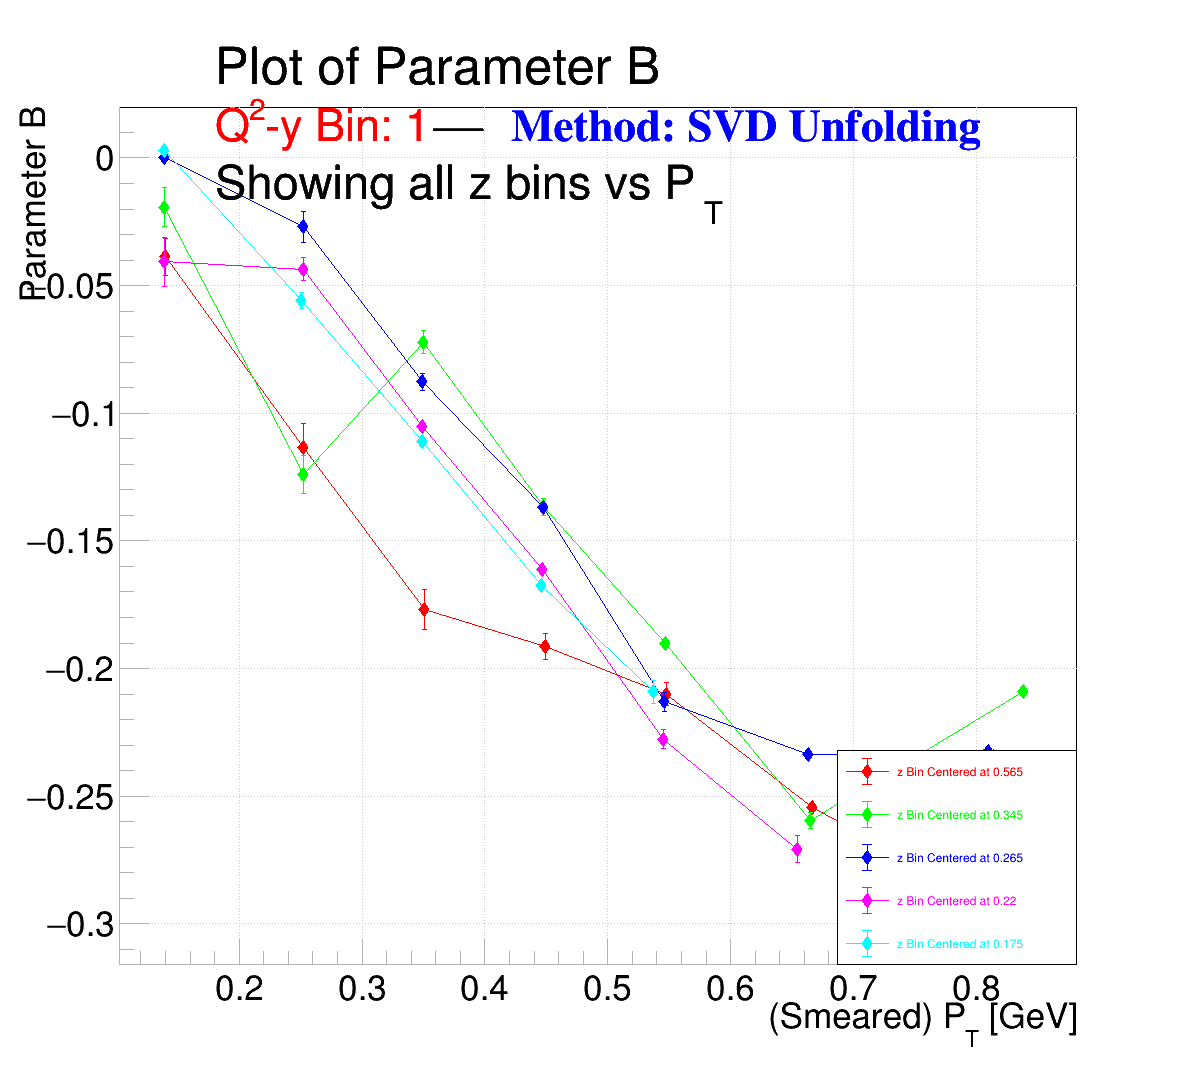 Plot of Parameter B
Q²-y Bin: 1 — Method: SVD Unfolding
Showing all z bins vs P_T
Parameter B
0
−0.05
−0.1
−0.15
−0.2
−0.25
−0.3
z Bin Centered at 0.565
z Bin Centered at 0.345
z Bin Centered at 0.265
z Bin Centered at 0.22
z Bin Centered at 0.175
0.2 0.3 0.4 0.5 0.6 0.7 0.8
(Smeared) P_T [GeV]